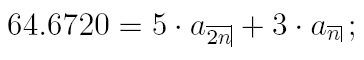 64.6720 = 5 · a_{\overline{2n}|} + 3 · a_{\overline{n}|} ;